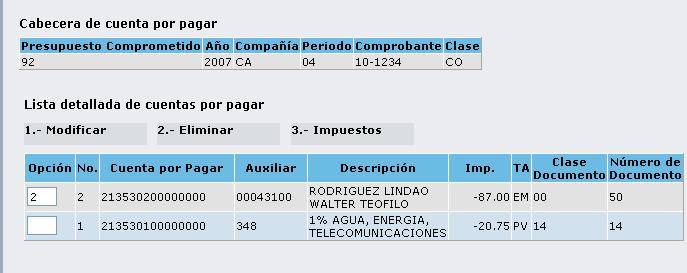 Cabecera de cuenta por pagar
Presupuesto Comprometido Año Compañía Periodo Comprobante Clase
92 2007 CA 04 10-1234 CO
Lista detallada de cuentas por pagar
1.- Modificar 2.- Eliminar 3.- Impuestos
Opción No. Cuenta por Pagar Auxiliar Descripción Imp. TA Clase Documento Número de Documento
2 2 213530200000000 00043100 RODRIGUEZ LINDAO WALTER TEOFILO -87.00 EM 00 50
1 213530100000000 348 1% AGUA, ENERGIA, TELECOMUNICACIONES -20.75 PV 14 14